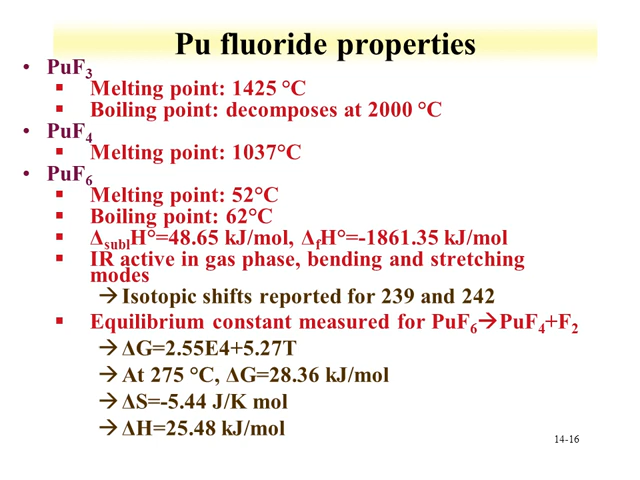 Pu fluoride properties
• PuF₃
▪ Melting point: 1425 °C
▪ Boiling point: decomposes at 2000 °C
• PuF₄
▪ Melting point: 1037°C
• PuF₆
▪ Melting point: 52°C
▪ Boiling point: 62°C
▪ ΔsublH°=48.65 kJ/mol, ΔfH°=-1861.35 kJ/mol
▪ IR active in gas phase, bending and stretching
modes
→ Isotopic shifts reported for 239 and 242
▪ Equilibrium constant measured for PuF₆→PuF₄+F₂
→ ΔG=2.55E4+5.27T
→ At 275 °C, ΔG=28.36 kJ/mol
→ ΔS=-5.44 J/K mol
→ ΔH=25.48 kJ/mol
14-16